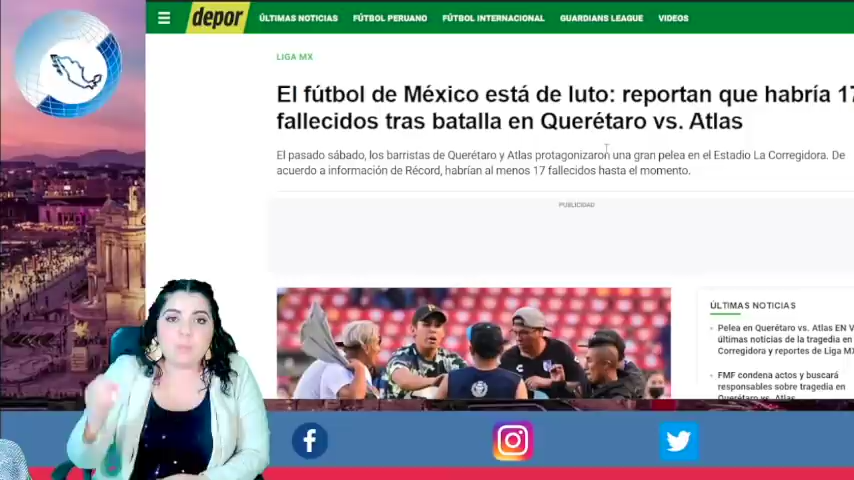 depor
ÚLTIMAS NOTICIAS
FÚTBOL PERUANO
FÚTBOL INTERNACIONAL
GUARDIANS LEAGUE
VIDEOS
LIGA MX
El fútbol de México está de luto: reportan que habría 17
fallecidos tras batalla en Querétaro vs. Atlas
El pasado sábado, los barristas de Querétaro y Atlas protagonizaron una gran pelea en el Estadio La Corregidora. De
acuerdo a información de Récord, habrían al menos 17 fallecidos hasta el momento.
PUBLICIDAD
ÚLTIMAS NOTICIAS
Pelea en Querétaro vs. Atlas EN V
últimas noticias de la tragedia en
Corregidora y reportes de Liga MX
FMF condena actos y buscará
responsables sobre tragedia en
Querétaro vs. Atlas